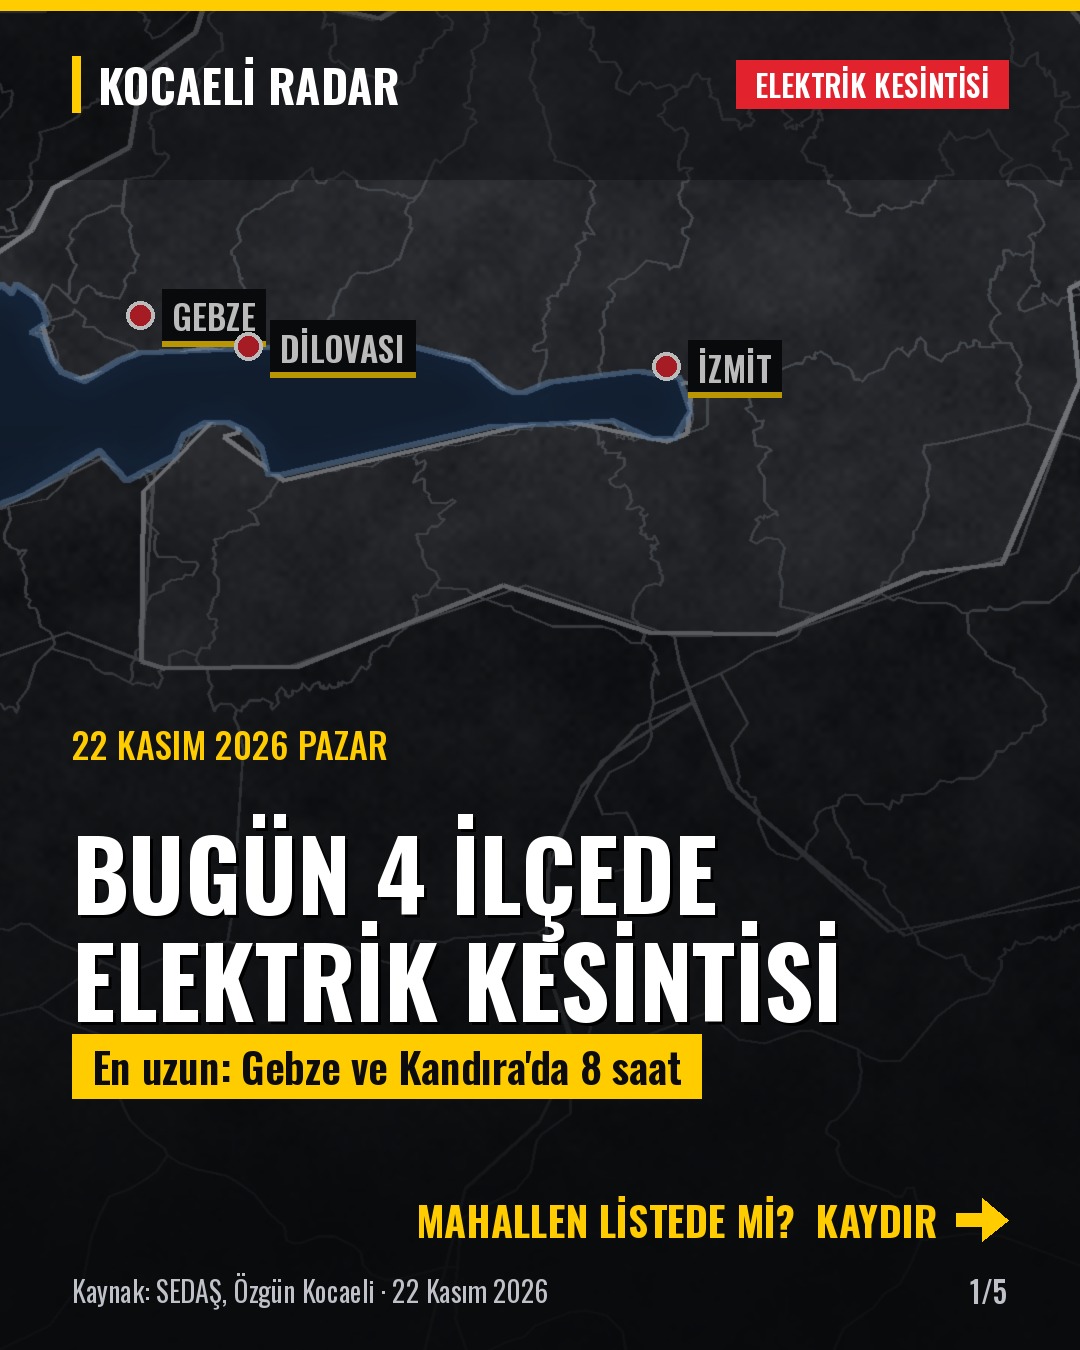 KOCAELİ RADAR
ELEKTRİK KESİNTİSİ
GEBZE
DİLOVASI
İZMİT
22 KASIM 2026 PAZAR
BUGÜN 4 İLÇEDE
ELEKTRİK KESİNTİSİ
En uzun: Gebze ve Kandıra'da 8 saat
MAHALLEN LİSTEDE Mİ? KAYDIR
Kaynak: SEDAŞ, Özgün Kocaeli · 22 Kasım 2026
1/5